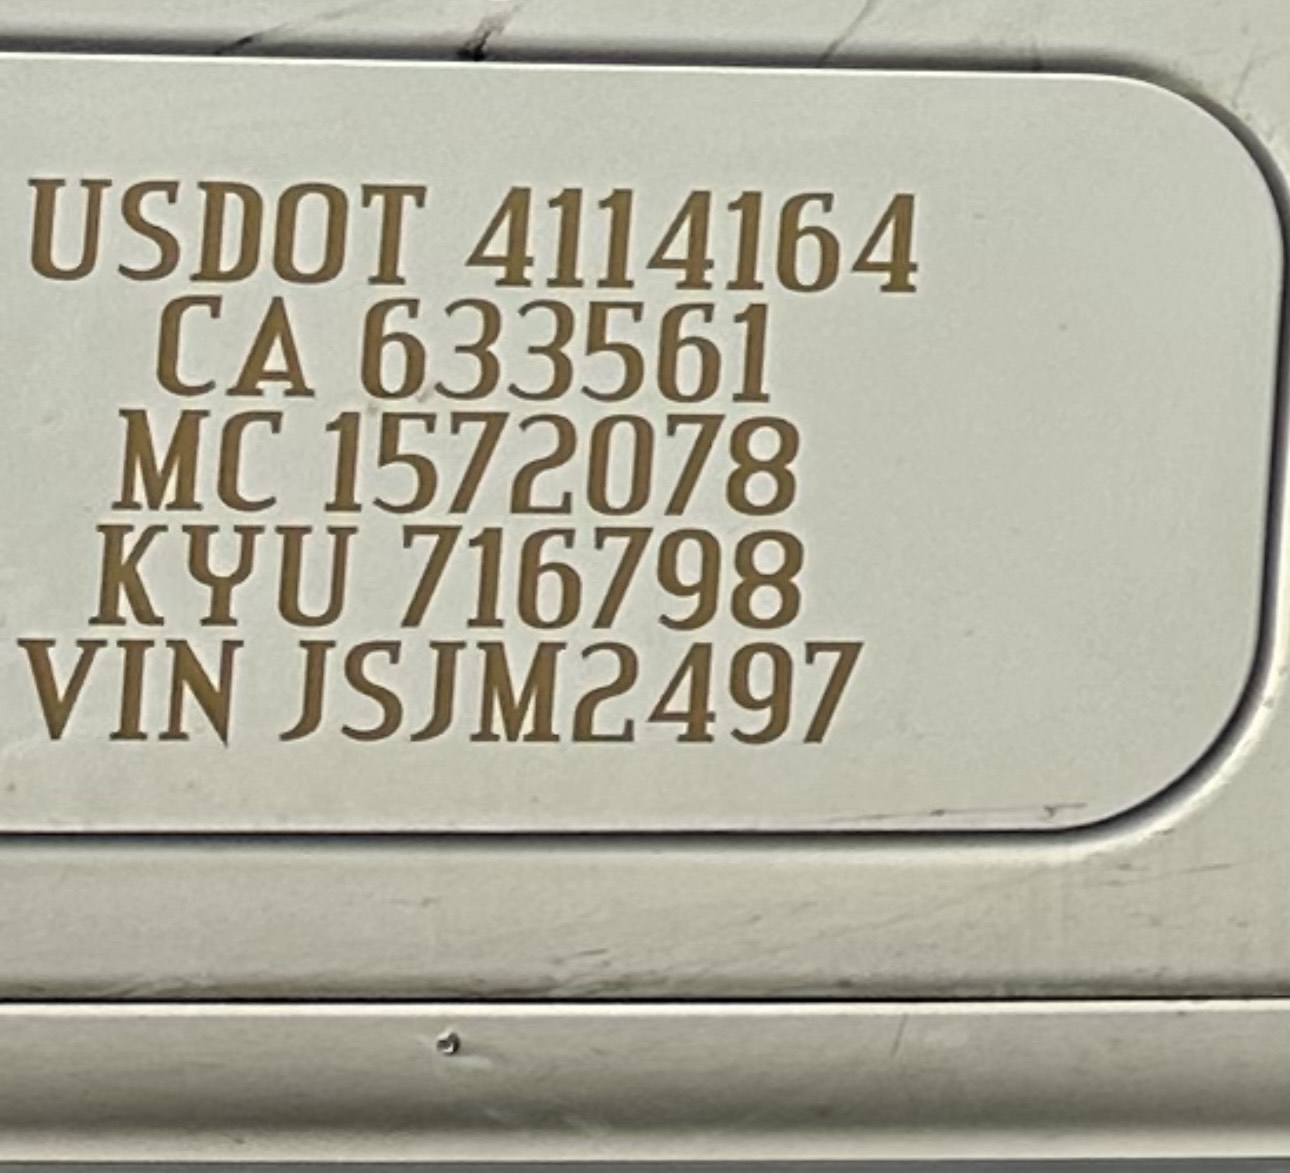 USDOT 4114164
CA 633561
MC 1572078
KYU 716798
VIN JSJM2497